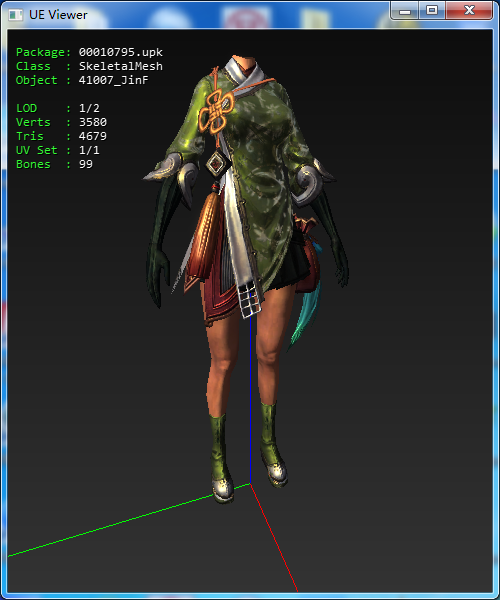 UE Viewer
Package: 00010795.upk
Class : SkeletalMesh
Object : 41007_JinF
LOD : 1/2
Verts : 3580
Tris : 4679
UV Set : 1/1
Bones : 99